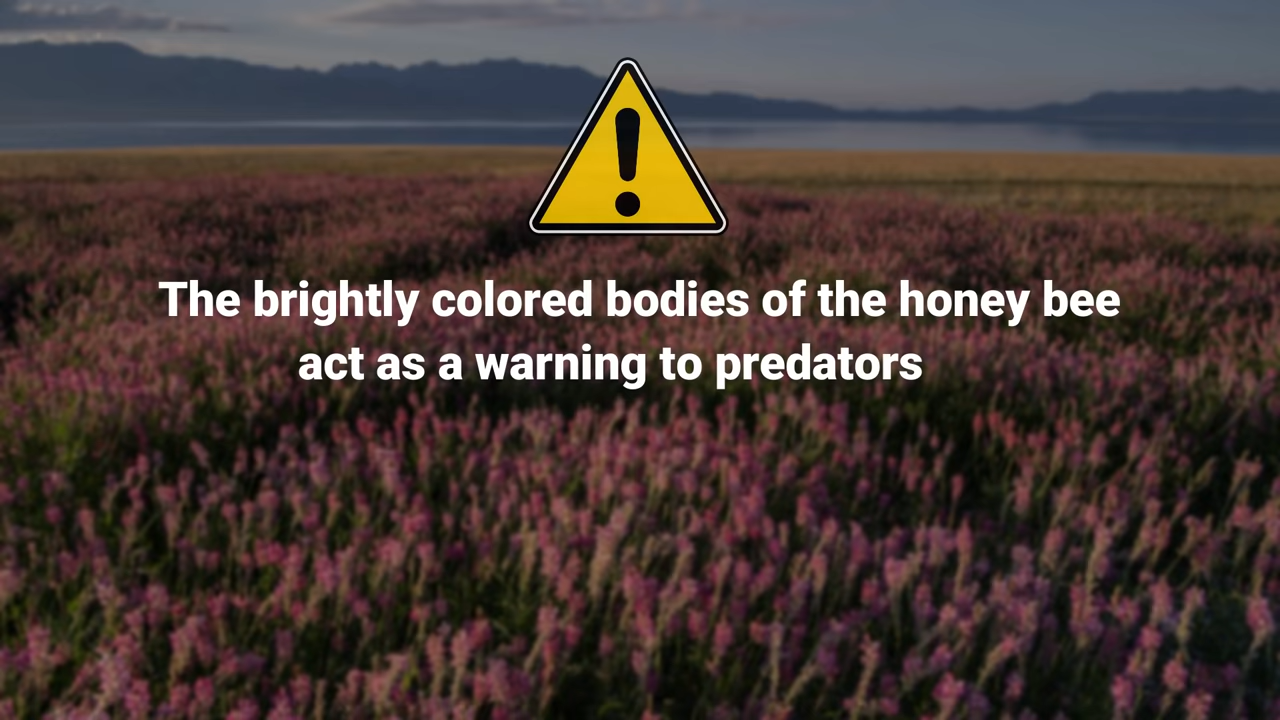 The brightly colored bodies of the honey bee
act as a warning to predators